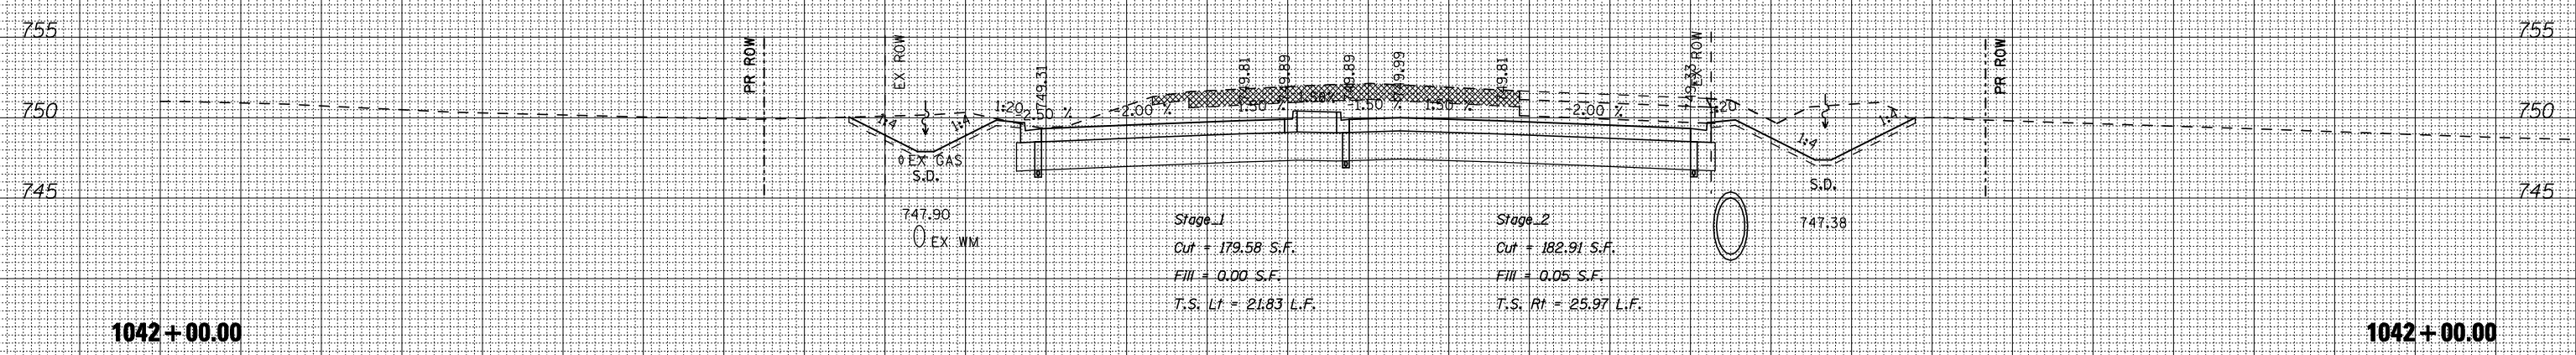 755 755
PR ROW EX ROW EX ROW PR ROW
749.31 749.81 749.89 749.89 749.99 749.81 749.33
750 750
1:4 1:4 1:20 -2.50 % -2.00 % 1.50 % -1.50 % 1.50 % -2.00 % 1:20 1:4 1:4
EX GAS
S.D. S.D.
745 745
747.90 747.38
EX WM
Stage_1 Stage_2
Cut = 179.58 S.F. Cut = 182.91 S.F.
Fill = 0.00 S.F. Fill = 0.05 S.F.
T.S. Lt = 21.83 L.F. T.S. Rt = 25.97 L.F.
1042+00.00 1042+00.00